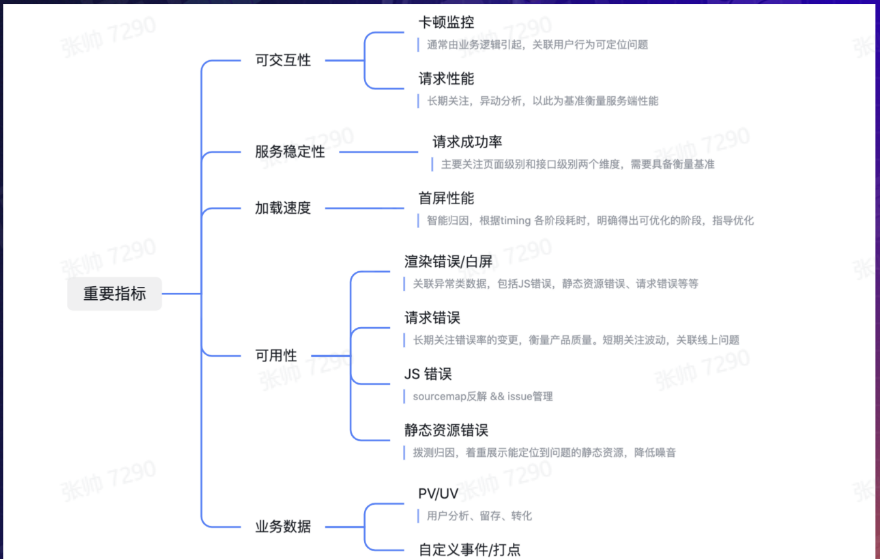 张帅 7290
重要指标
可交互性
卡顿监控
通常由业务逻辑引起，关联用户行为可定位问题
请求性能
长期关注，异动分析，以此为基准衡量服务端性能
服务稳定性
请求成功率
主要关注页面级别和接口级别两个维度，需要具备衡量基准
加载速度
首屏性能
智能归因，根据timing 各阶段耗时，明确得出可优化的阶段，指导优化
可用性
渲染错误/白屏
关联异常类数据，包括JS错误，静态资源错误、请求错误等等
请求错误
长期关注错误率的变更，衡量产品质量。短期关注波动，关联线上问题
JS 错误
sourcemap反解 && issue管理
静态资源错误
拨测归因，着重展示能定位到问题的静态资源，降低噪音
业务数据
PV/UV
用户分析、留存、转化
自定义事件/打点